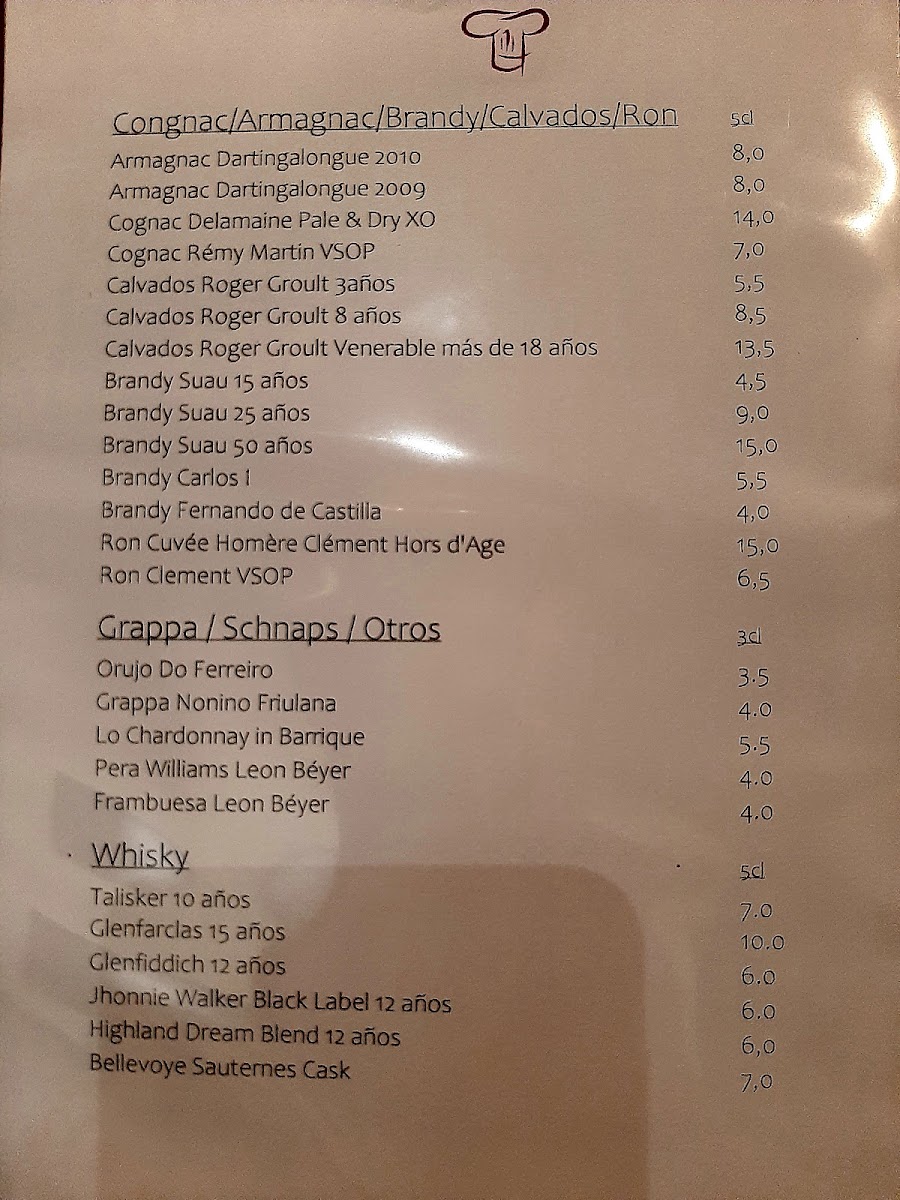 Congnac/Armagnac/Brandy/Calvados/Ron 5cl
Armagnac Dartingalongue 2010 8,0
Armagnac Dartingalongue 2009 8,0
Cognac Delamaine Pale & Dry XO 14,0
Cognac Rémy Martin VSOP 7,0
Calvados Roger Groult 3años 5,5
Calvados Roger Groult 8 años 8,5
Calvados Roger Groult Venerable más de 18 años 13,5
Brandy Suau 15 años 4,5
Brandy Suau 25 años 9,0
Brandy Suau 50 años 15,0
Brandy Carlos I 5,5
Brandy Fernando de Castilla 4,0
Ron Cuvée Homère Clément Hors d'Age 15,0
Ron Clement VSOP 6,5
Grappa / Schnaps / Otros 3cl
Orujo Do Ferreiro 3.5
Grappa Nonino Friulana 4.0
Lo Chardonnay in Barrique 5.5
Pera Williams Leon Béyer 4.0
Frambuesa Leon Béyer 4.0
Whisky 5cl
Talisker 10 años 7.0
Glenfarclas 15 años 10.0
Glenfiddich 12 años 6.0
Jhonnie Walker Black Label 12 años 6.0
Highland Dream Blend 12 años 6,0
Bellevoye Sauternes Cask 7,0